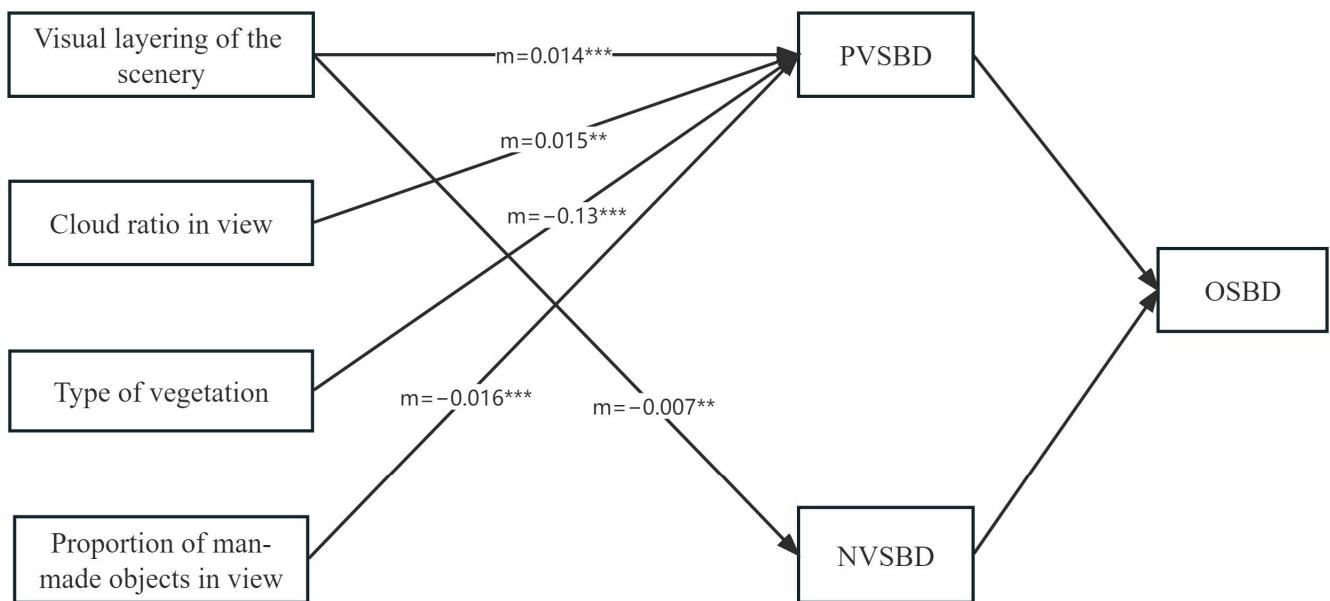 Visual layering of the
scenery
m=0.014***
PVSBD
m=0.015**
Cloud ratio in view
m=−0.13***
OSBD
Type of vegetation
m=−0.016***
m=−0.007**
Proportion of man-
made objects in view
NVSBD